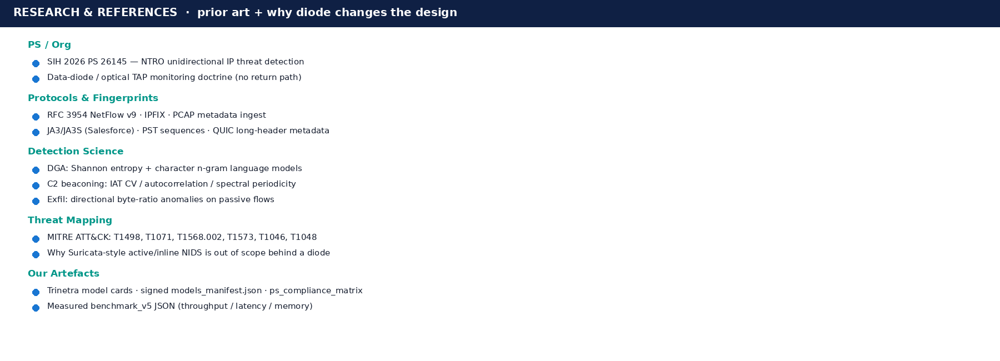 RESEARCH & REFERENCES · prior art + why diode changes the design
PS / Org
SIH 2026 PS 26145 — NTRO unidirectional IP threat detection
Data-diode / optical TAP monitoring doctrine (no return path)
Protocols & Fingerprints
RFC 3954 NetFlow v9 · IPFIX · PCAP metadata ingest
JA3/JA3S (Salesforce) · PST sequences · QUIC long-header metadata
Detection Science
DGA: Shannon entropy + character n-gram language models
C2 beaconing: IAT CV / autocorrelation / spectral periodicity
Exfil: directional byte-ratio anomalies on passive flows
Threat Mapping
MITRE ATT&CK: T1498, T1071, T1568.002, T1573, T1046, T1048
Why Suricata-style active/inline NIDS is out of scope behind a diode
Our Artefacts
Trinetra model cards · signed models_manifest.json · ps_compliance_matrix
Measured benchmark_v5 JSON (throughput / latency / memory)